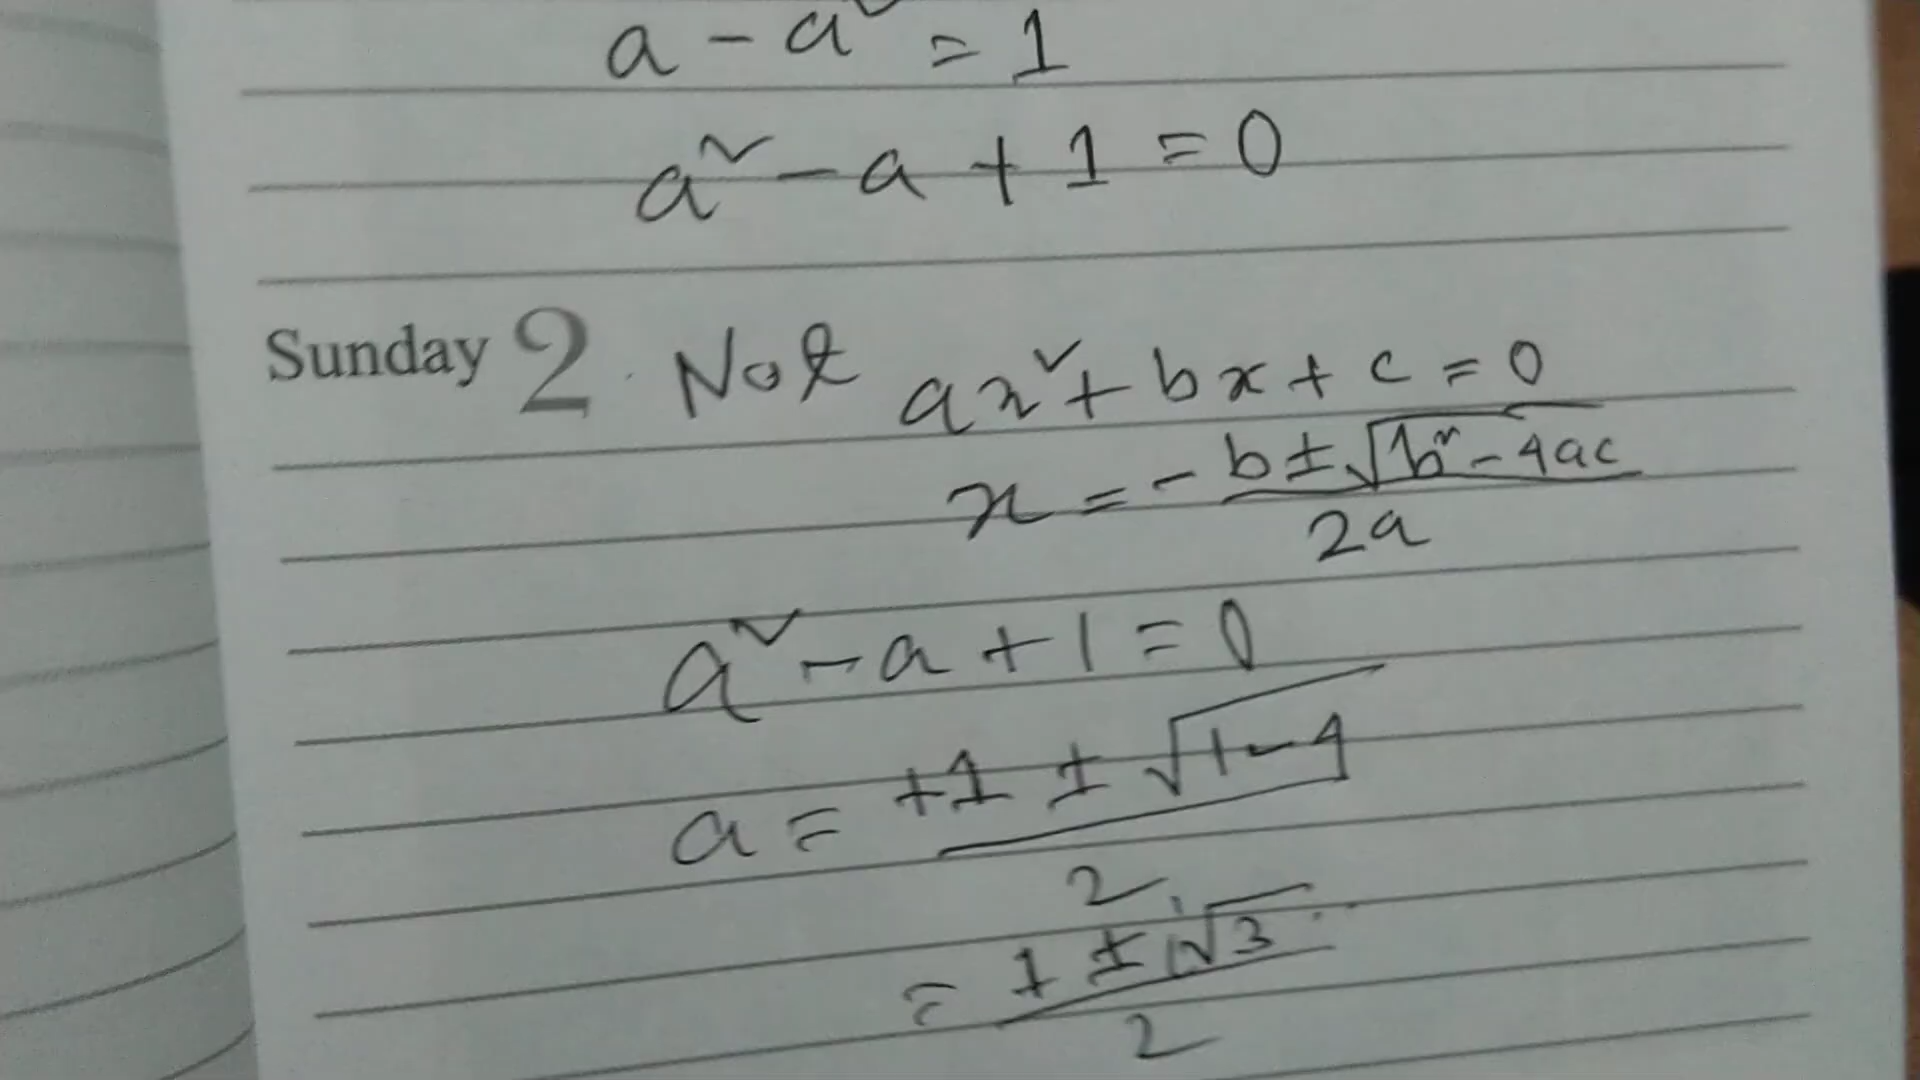 a - a² = 1
a² - a + 1 = 0
Sunday 2 Not ax² + bx + c = 0
x = -b ± √b² - 4ac
2a
a² - a + 1 = 0
a = +1 ± √1-4
2
= 1 ± i√3
2